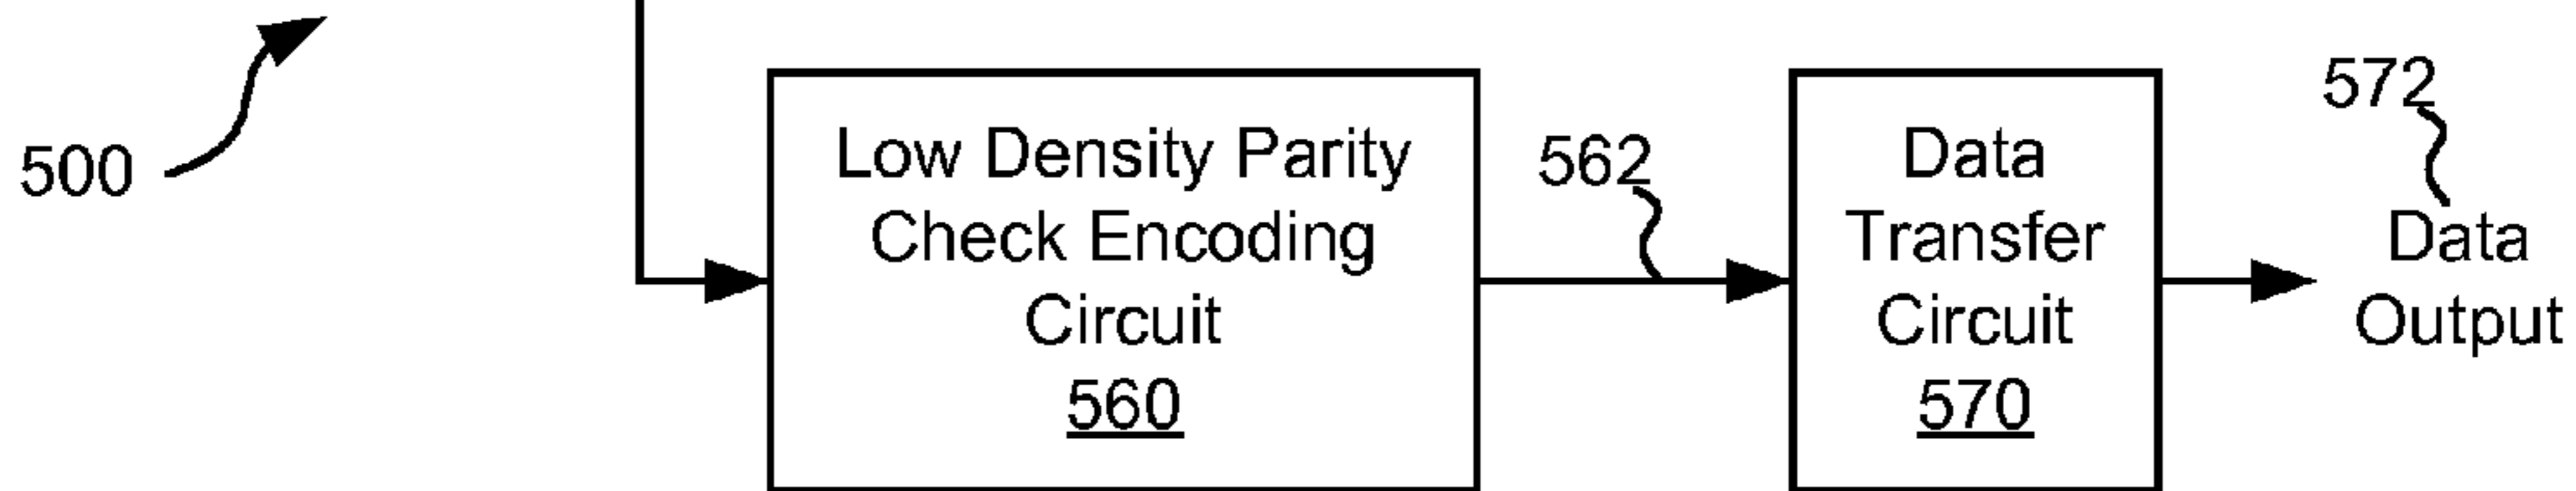 500
Low Density Parity
Check Encoding
Circuit
560
562
Data
Transfer
Circuit
570
572
Data
Output